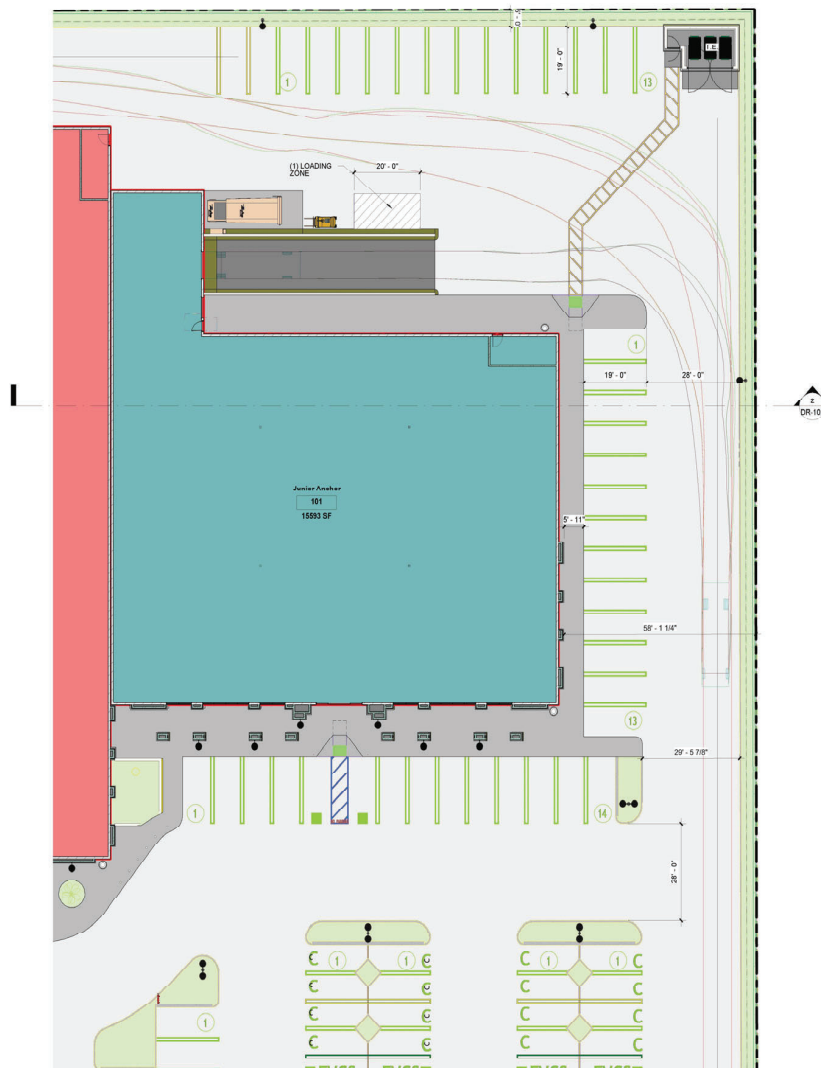 19' - 0"
1
13
T.E.
(1) LOADING
ZONE
20' - 0"
1
19' - 0"
28' - 0"
2
DR-10
101
15593 SF
5' - 11"
58' - 1 1/4"
13
29' - 5 7/8"
1
14
28' - 0"
C
1
1
C
C
1
1
C
C
C
C
C
C
C
C
C
1
C
C
C
C